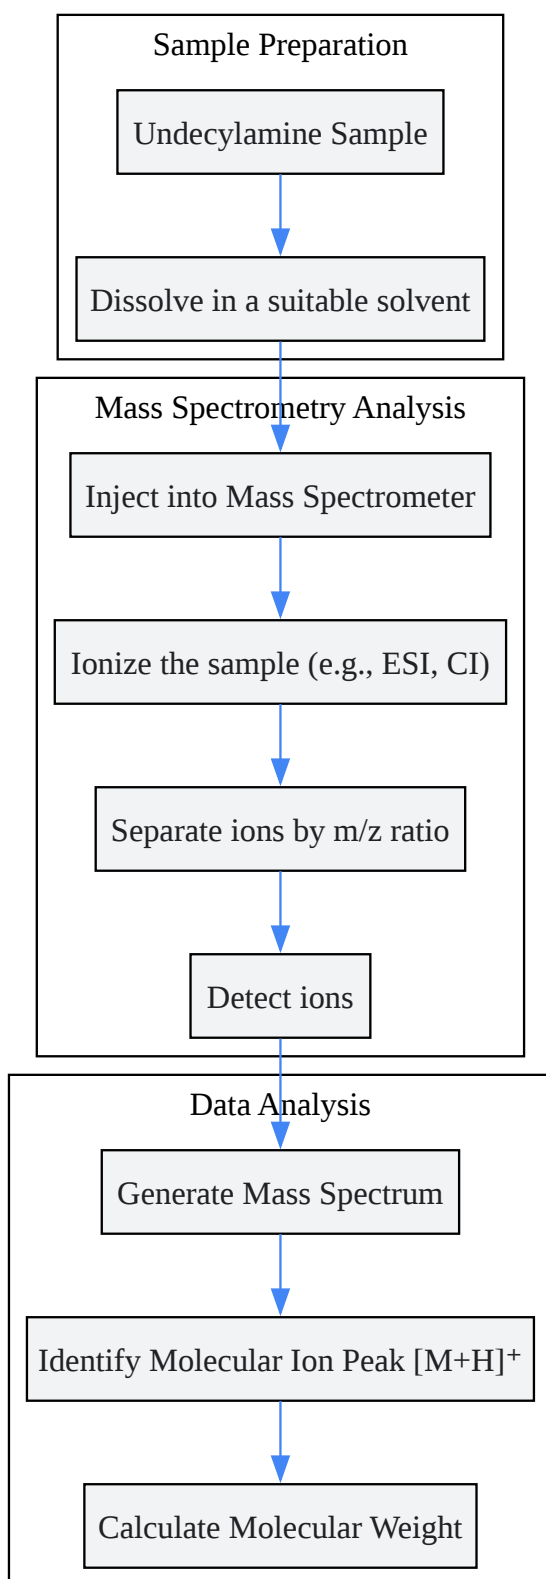 Sample Preparation
Undecylamine Sample
Dissolve in a suitable solvent
Mass Spectrometry Analysis
Inject into Mass Spectrometer
Ionize the sample (e.g., ESI, CI)
Separate ions by m/z ratio
Detect ions
Data Analysis
Generate Mass Spectrum
Identify Molecular Ion Peak [M+H]⁺
Calculate Molecular Weight